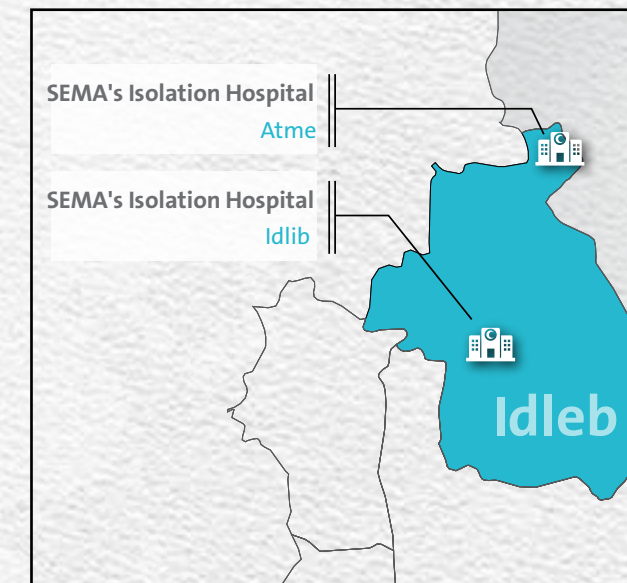 SEMA's Isolation Hospital
Atme
SEMA's Isolation Hospital
Idlib
Idleb